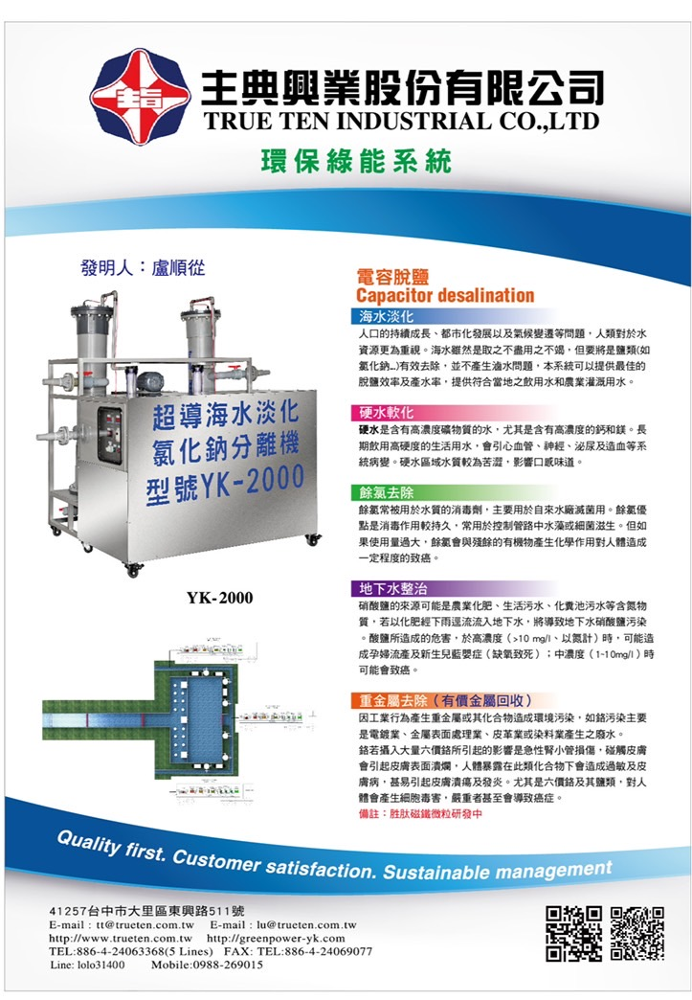 主典興業股份有限公司
TRUE TEN INDUSTRIAL CO.,LTD
環保綠能系統
發明人：盧順從
超導海水淡化
氯化鈉分離機
型號YK-2000
YK-2000
電容脫鹽
Capacitor desalination
海水淡化
人口的持續成長、都市化發展以及氣候變遷等問題，人類對於水
資源更為重視。海水雖然是取之不盡用之不竭，但要將是鹽類(如
氯化鈉...)有效去除，並不產生滷水問題，本系統可以提供最佳的
脫鹽效率及產水率，提供符合當地之飲用水和農業灌溉用水。
硬水軟化
硬水是含有高濃度礦物質的水，尤其是含有高濃度的鈣和鎂。長
期飲用高硬度的生活用水，會引心血管、神經、泌尿及造血等系
統病變。硬水區域水質較為苦澀，影響口感味道。
餘氯去除
餘氯常被用於水質的消毒劑，主要用於自來水廠滅菌用。餘氯優
點是消毒作用較持久，常用於控制管路中水藻或細菌滋生。但如
果使用量過大，餘氯會與殘餘的有機物產生化學作用對人體造成
一定程度的致癌。
地下水整治
硝酸鹽的來源可能是農業化肥、生活污水、化糞池污水等含氮物
質，若以化肥經下雨逕流流入地下水，將導致地下水硝酸鹽污染
。酸鹽所造成的危害，於高濃度（>10 mg/l、以氮計）時，可能造
成孕婦流產及新生兒藍嬰症（缺氧致死）；中濃度（1-10mg/l）時
可能會致癌。
重金屬去除（有價金屬回收）
因工業行為產生重金屬或其化合物造成環境污染，如鉻污染主要
是電鍍業、金屬表面處理業、皮革業或染料業產生之廢水。
鉻若攝入大量六價鉻所引起的影響是急性腎小管損傷，碰觸皮膚
會引起皮膚表面潰爛，人體暴露在此類化合物下會造成過敏及皮
膚病，甚易引起皮膚潰瘍及發炎。尤其是六價鉻及其鹽類，對人
體會產生細胞毒害，嚴重者甚至會導致癌症。
備註：胜肽磁鐵微粒研發中
Quality first. Customer satisfaction. Sustainable management
41257台中市大里區東興路511號
E-mail : tt@trueten.com.tw E-mail : lu@trueten.com.tw
http://www.trueten.com.tw http://greenpower-yk.com
TEL:886-4-24063368(5 Lines) FAX: TEL:886-4-24069077
Line: lolo31400 Mobile:0988-269015